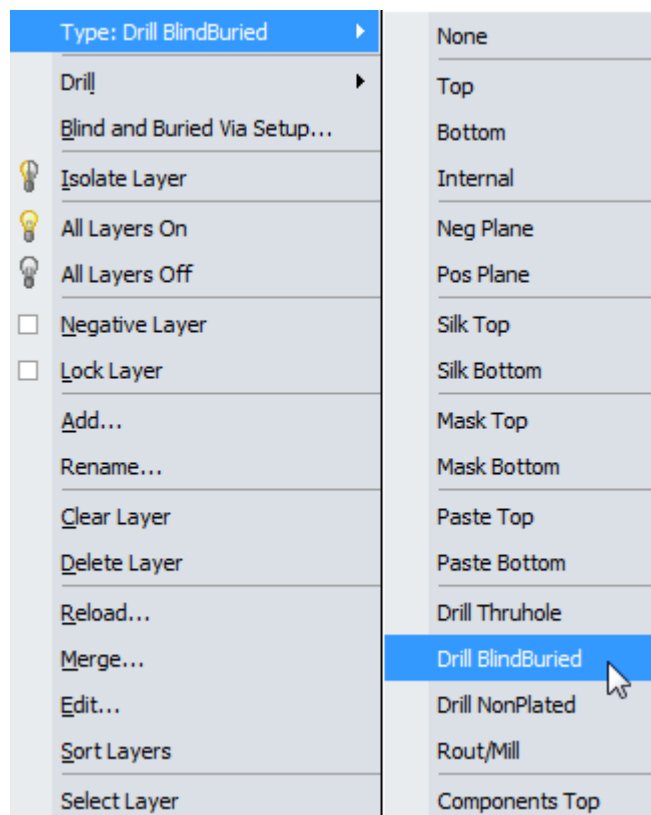 Type: Drill BlindBuried
Drill
Blind and Buried Via Setup...
Isolate Layer
All Layers On
All Layers Off
Negative Layer
Lock Layer
Add...
Rename...
Clear Layer
Delete Layer
Reload...
Merge...
Edit...
Sort Layers
Select Layer
None
Top
Bottom
Internal
Neg Plane
Pos Plane
Silk Top
Silk Bottom
Mask Top
Mask Bottom
Paste Top
Paste Bottom
Drill Thruhole
Drill BlindBuried
Drill NonPlated
Rout/Mill
Components Top